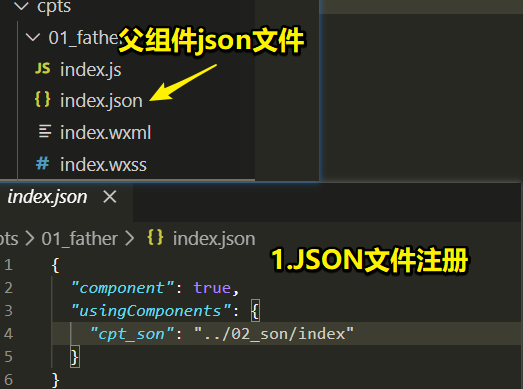 cpts
01_father
父组件json文件
JS index.js
{} index.json
index.wxml
# index.wxss
index.json ×
pts > 01_father > {} index.json
1.JSON文件注册
1 {
2 "component": true,
3 "usingComponents": {
4 "cpt_son": "../02_son/index"
5 }
6 }